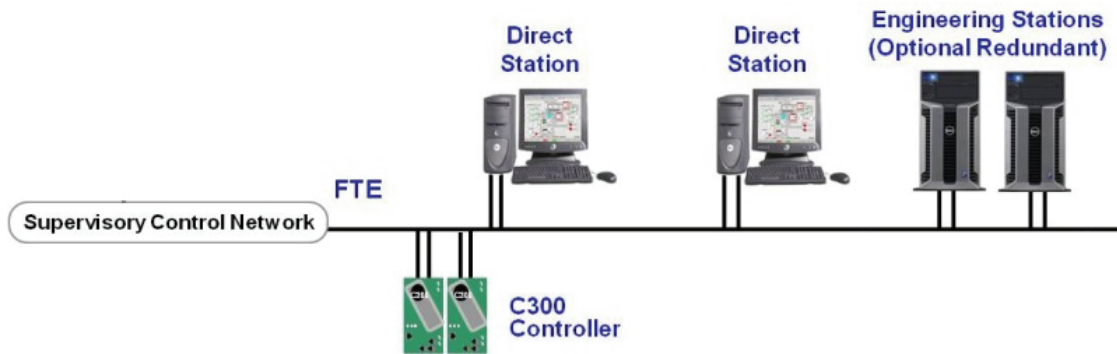 Direct
Station
Direct
Station
Engineering Stations
(Optional Redundant)
FTE
Supervisory Control Network
C300
Controller